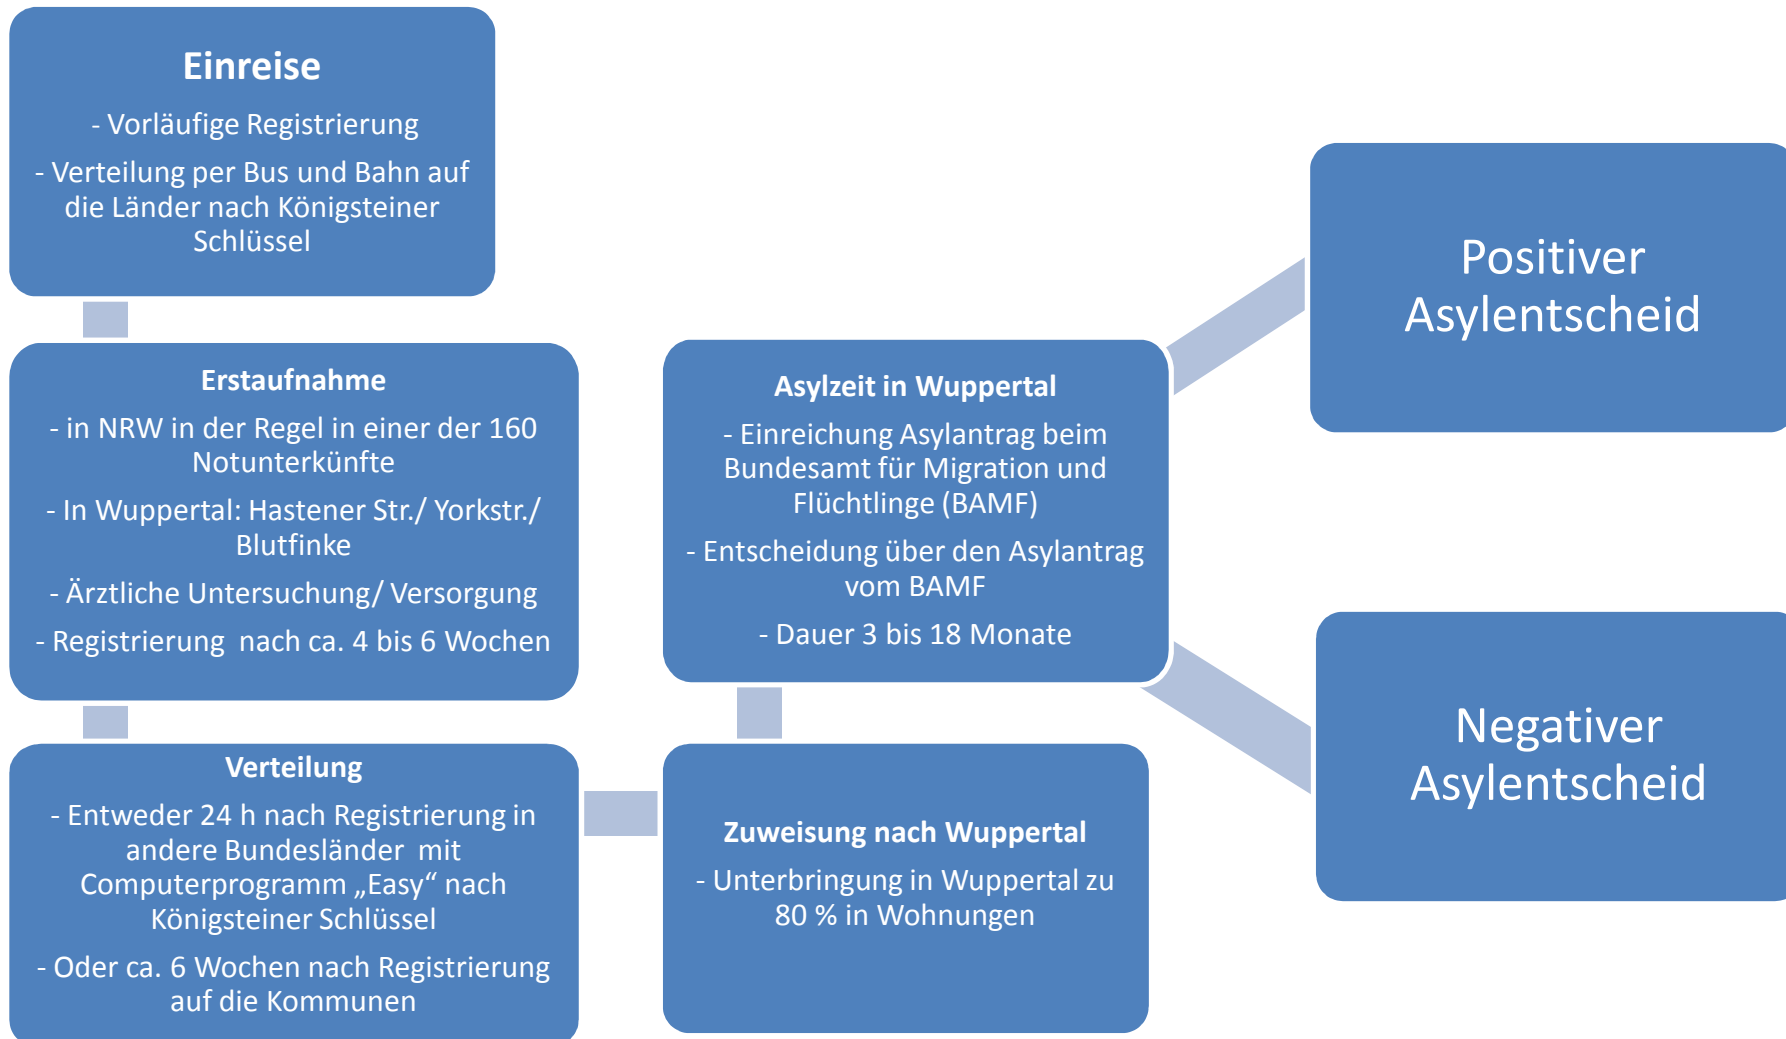 Einreise
- Vorläufige Registrierung
- Verteilung per Bus und Bahn auf
die Länder nach Königsteiner
Schlüssel
Erstaufnahme
- in NRW in der Regel in einer der 160
Notunterkünfte
- In Wuppertal: Hastener Str./ Yorkstr./
Blutfinke
- Ärztliche Untersuchung/ Versorgung
- Registrierung  nach ca. 4 bis 6 Wochen
Verteilung
- Entweder 24 h nach Registrierung in
andere Bundesländer  mit
Computerprogramm „Easy“ nach
Königsteiner Schlüssel
- Oder ca. 6 Wochen nach Registrierung
auf die Kommunen
Zuweisung nach Wuppertal
- Unterbringung in Wuppertal zu
80 % in Wohnungen
Asylzeit in Wuppertal
- Einreichung Asylantrag beim
Bundesamt für Migration und
Flüchtlinge (BAMF)
- Entscheidung über den Asylantrag
vom BAMF
- Dauer 3 bis 18 Monate
Positiver
Asylentscheid
Negativer
Asylentscheid